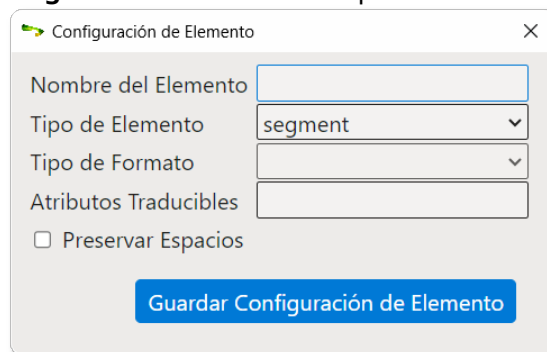 Configuración de Elemento
Nombre del Elemento
Tipo de Elemento segment
Tipo de Formato
Atributos Traducibles
Preservar Espacios
Guardar Configuración de Elemento